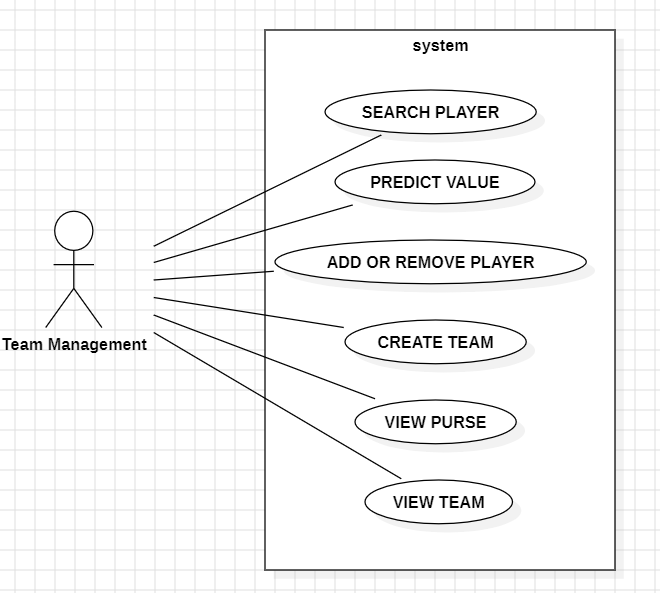 system
SEARCH PLAYER
PREDICT VALUE
ADD OR REMOVE PLAYER
CREATE TEAM
Team Management
VIEW PURSE
VIEW TEAM